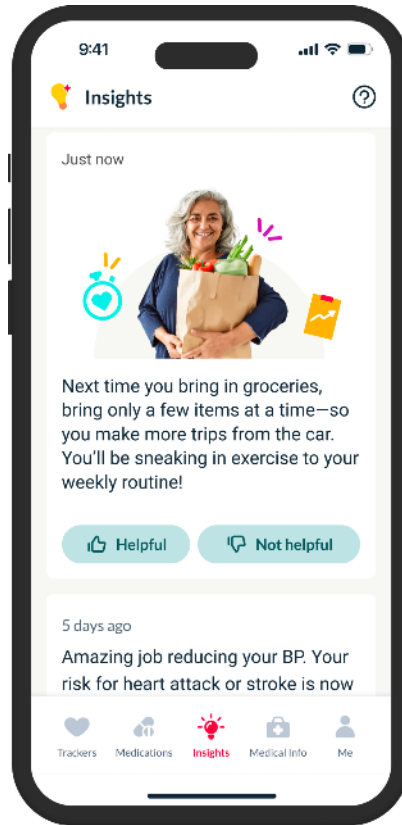 9:41
Insights
Just now
Next time you bring in groceries,
bring only a few items at a time—so
you make more trips from the car.
You'll be sneaking in exercise to your
weekly routine!
Helpful
Not helpful
5 days ago
Amazing job reducing your BP. Your
risk for heart attack or stroke is now
Trackers
Medications
Insights
Medical Info
Me